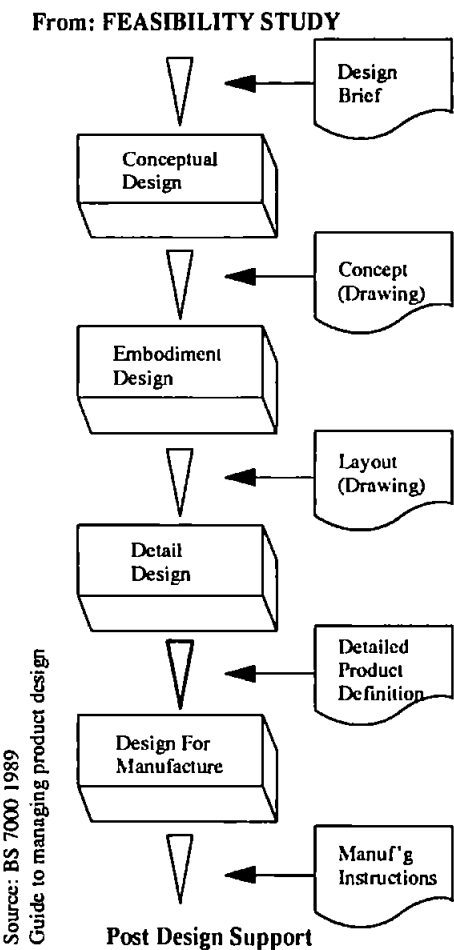 From: FEASIBILITY STUDY
Design
Brief
Conceptual
Design
Concept
(Drawing)
Embodiment
Design
Layout
(Drawing)
Detail
Design
Detailed
Product
Definition
Design For
Manufacture
Manuf'g
Instructions
Post Design Support
Source: BS 7000 1989
Guide to managing product design